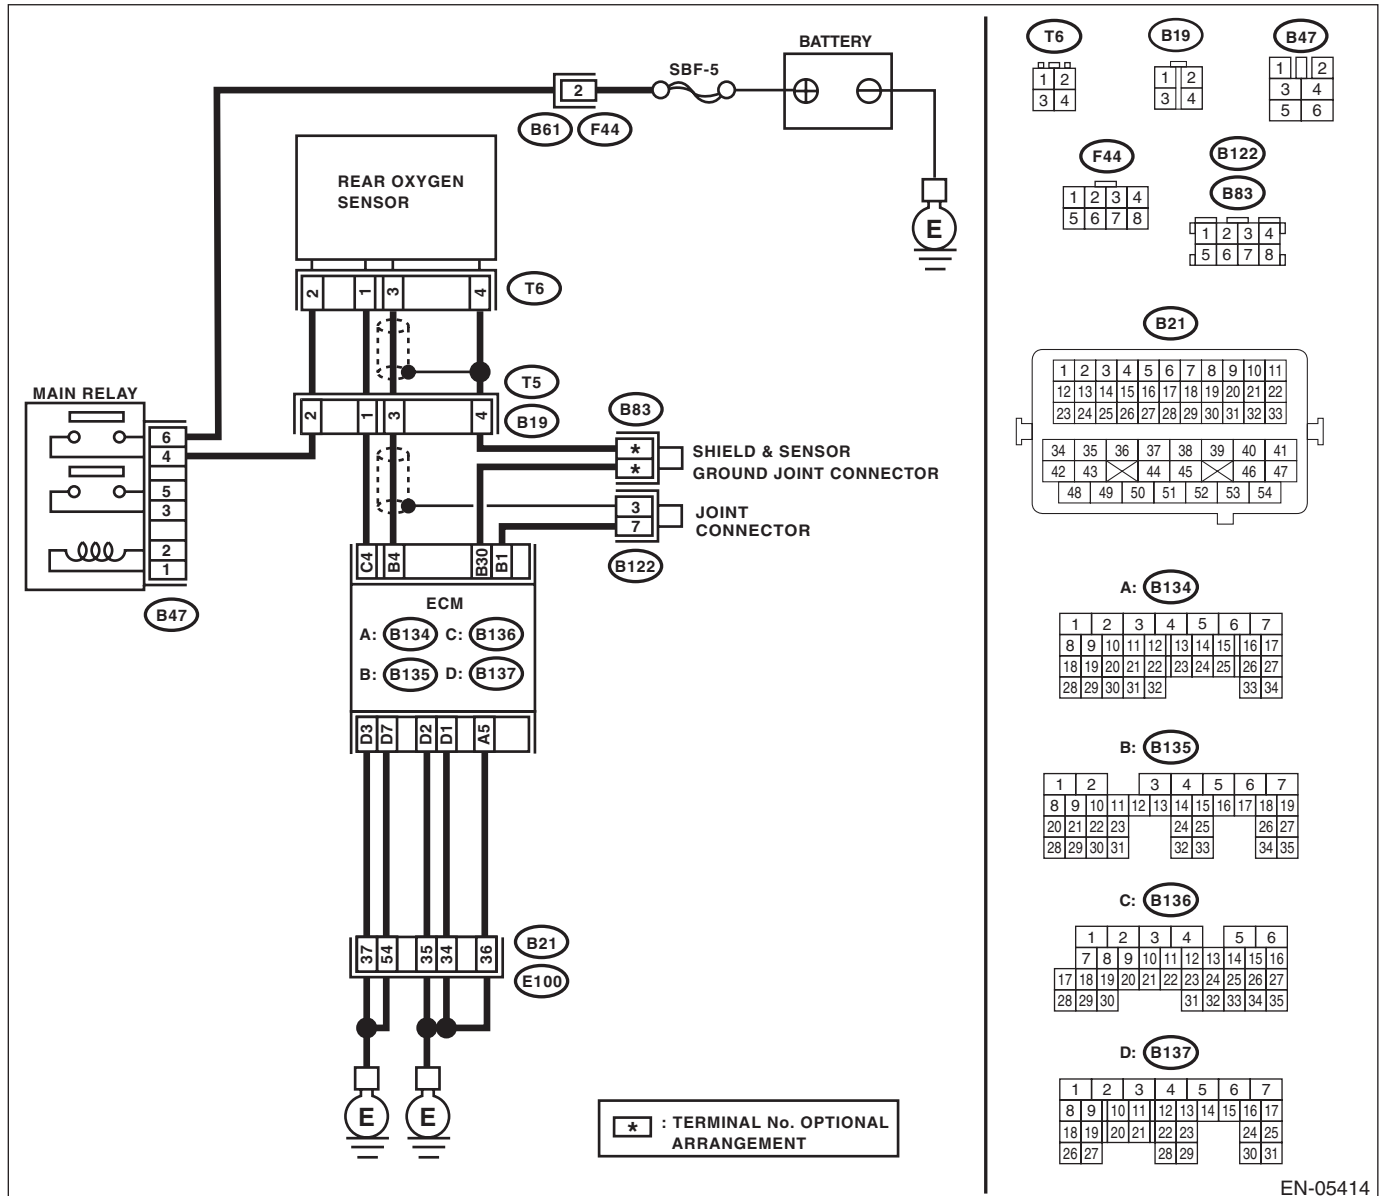 BATTERY
SBF-5
2
B61 F44
E
REAR OXYGEN
SENSOR
2 1 3 4
T6
T5
2 1 3 4
B19
MAIN RELAY
6
4
5
3
2
1
B47
B83
*
*
SHIELD & SENSOR
GROUND JOINT CONNECTOR
3
7
JOINT
CONNECTOR
B122
C4 B4 B30 B1
ECM
A: B134 C: B136
B: B135 D: B137
D3 D7 D2 D1 A5
37 54 35 34 36
B21
E100
E E
* : TERMINAL No. OPTIONAL
ARRANGEMENT
T6
1 2
3 4
B19
1 2
3 4
B47
1 2
3 4
5 6
F44
1 2 3 4
5 6 7 8
B122
B83
1 2 3 4
5 6 7 8
B21
1 2 3 4 5 6 7 8 9 10 11
12 13 14 15 16 17 18 19 20 21 22
23 24 25 26 27 28 29 30 31 32 33
34 35 36 37 38 39 40 41
42 43 44 45 46 47
48 49 50 51 52 53 54
A: B134
1 2 3 4 5 6 7
8 9 10 11 12 13 14 15 16 17
18 19 20 21 22 23 24 25 26 27
28 29 30 31 32 33 34
B: B135
1 2 3 4 5 6 7
8 9 10 11 12 13 14 15 16 17 18 19
20 21 22 23 24 25 26 27
28 29 30 31 32 33 34 35
C: B136
1 2 3 4 5 6
7 8 9 10 11 12 13 14 15 16
17 18 19 20 21 22 23 24 25 26 27
28 29 30 31 32 33 34 35
D: B137
1 2 3 4 5 6 7
8 9 10 11 12 13 14 15 16 17
18 19 20 21 22 23 24 25
26 27 28 29 30 31
EN-05414